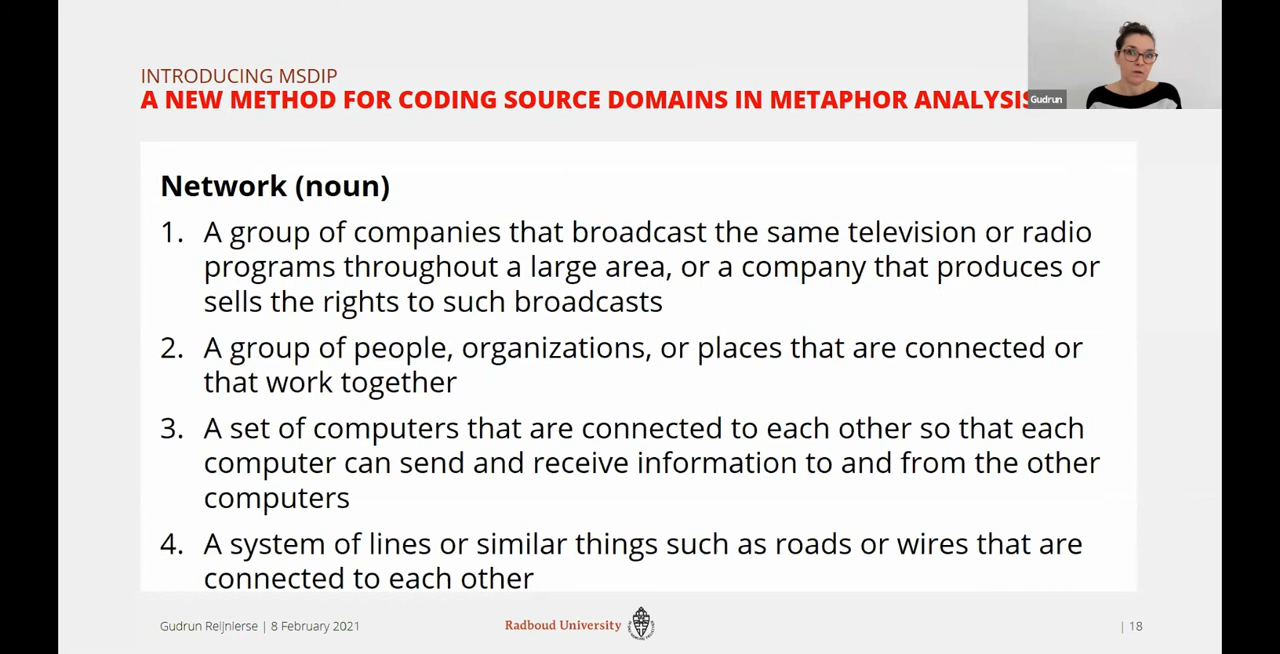 INTRODUCING MSDIP
A NEW METHOD FOR CODING SOURCE DOMAINS IN METAPHOR ANALYSIS
Gudrun
Network (noun)
1. A group of companies that broadcast the same television or radio
programs throughout a large area, or a company that produces or
sells the rights to such broadcasts
2. A group of people, organizations, or places that are connected or
that work together
3. A set of computers that are connected to each other so that each
computer can send and receive information to and from the other
computers
4. A system of lines or similar things such as roads or wires that are
connected to each other
Gudrun Reijnierse | 8 February 2021
Radboud University
| 18